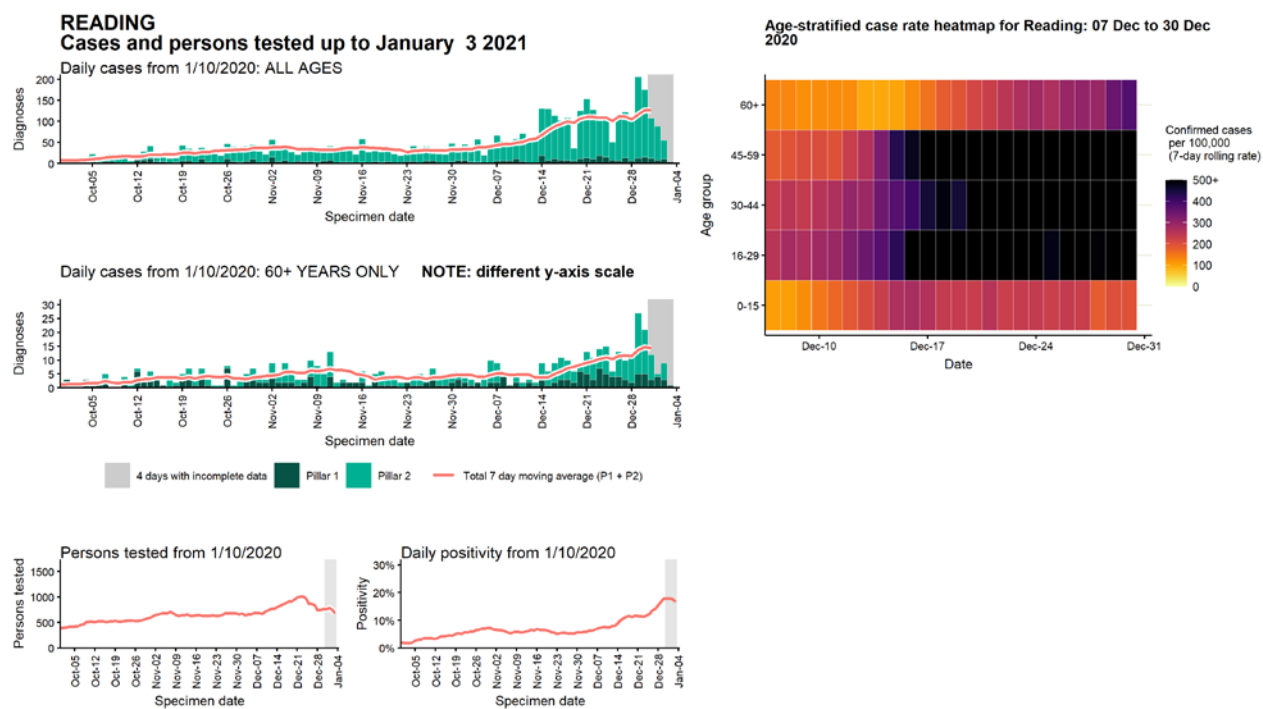 READING
Cases and persons tested up to January 3 2021
Daily cases from 1/10/2020: ALL AGES
Diagnoses
200
150
100
50
0
Oct-05
Oct-12
Oct-19
Oct-26
Nov-02
Nov-09
Nov-16
Nov-23
Nov-30
Dec-07
Dec-14
Dec-21
Dec-28
Jan-04
Specimen date
Daily cases from 1/10/2020: 60+ YEARS ONLY NOTE: different y-axis scale
Diagnoses
30
25
20
15
10
5
0
Oct-05
Oct-12
Oct-19
Oct-26
Nov-02
Nov-09
Nov-16
Nov-23
Nov-30
Dec-07
Dec-14
Dec-21
Dec-28
Jan-04
Specimen date
4 days with incomplete data Pillar 1 Pillar 2 Total 7 day moving average (P1 + P2)
Persons tested from 1/10/2020
Persons tested
1500
1000
500
0
Oct-05
Oct-12
Oct-19
Oct-26
Nov-02
Nov-09
Nov-16
Nov-23
Nov-30
Dec-07
Dec-14
Dec-21
Dec-28
Jan-04
Specimen date
Daily positivity from 1/10/2020
Positivity
30%
20%
10%
0%
Oct-05
Oct-12
Oct-19
Oct-26
Nov-02
Nov-09
Nov-16
Nov-23
Nov-30
Dec-07
Dec-14
Dec-21
Dec-28
Jan-04
Specimen date
Age-stratified case rate heatmap for Reading: 07 Dec to 30 Dec
2020
Age group
60+
45-59
30-44
16-29
0-15
Dec-10
Dec-17
Dec-24
Dec-31
Date
Confirmed cases
per 100,000
(7-day rolling rate)
500+
400
300
200
100
0